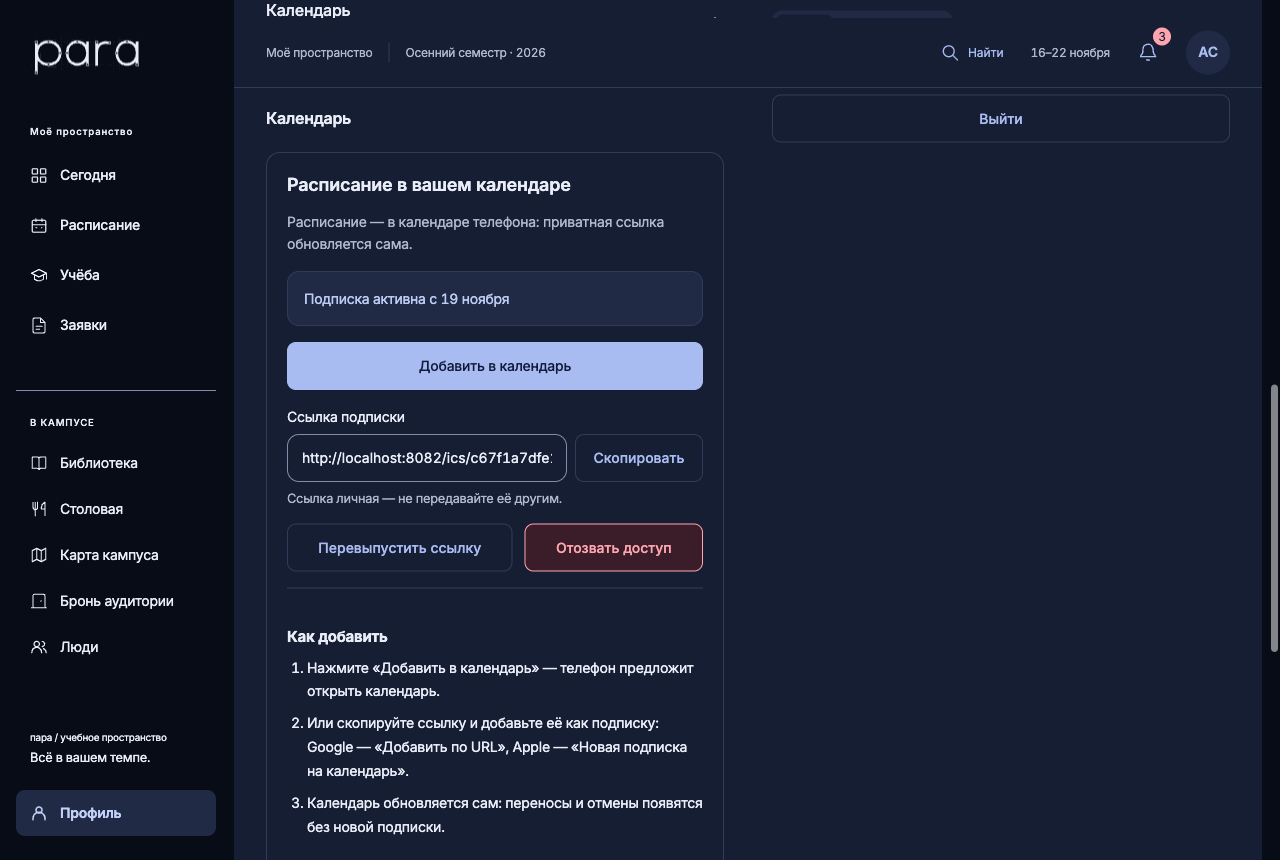 para
Моё пространство
Сегодня
Расписание
Учёба
Заявки
В КАМПУСЕ
Библиотека
Столовая
Карта кампуса
Бронь аудитории
Люди
пара / учебное пространство
Всё в вашем темпе.
Профиль
Календарь
Моё пространство
Осенний семестр · 2026
Найти
16–22 ноября
3
АС
Календарь
Выйти
Расписание в вашем календаре
Расписание — в календаре телефона: приватная ссылка
обновляется сама.
Подписка активна с 19 ноября
Добавить в календарь
Ссылка подписки
http://localhost:8082/ics/c67f1a7dfe
Скопировать
Ссылка личная — не передавайте её другим.
Перевыпустить ссылку
Отозвать доступ
Как добавить
1. Нажмите «Добавить в календарь» — телефон предложит
открыть календарь.
2. Или скопируйте ссылку и добавьте её как подписку:
Google — «Добавить по URL», Apple — «Новая подписка
на календарь».
3. Календарь обновляется сам: переносы и отмены появятся
без новой подписки.